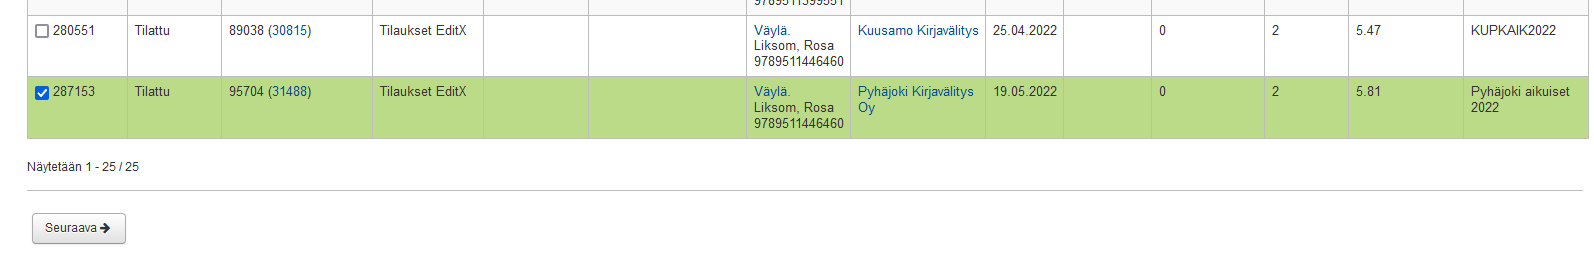 9789511399551
280551 Tilattu 89038 (30815) Tilaukset EditX Väylä. Kuusamo Kirjavälitys 25.04.2022 0 2 5.47 KUPKAIK2022
Liksom, Rosa
9789511446460
287153 Tilattu 95704 (31488) Tilaukset EditX Väylä. Pyhäjoki Kirjavälitys 19.05.2022 0 2 5.81 Pyhäjoki aikuiset
Liksom, Rosa Oy 2022
9789511446460
Näytetään 1 - 25 / 25
Seuraava